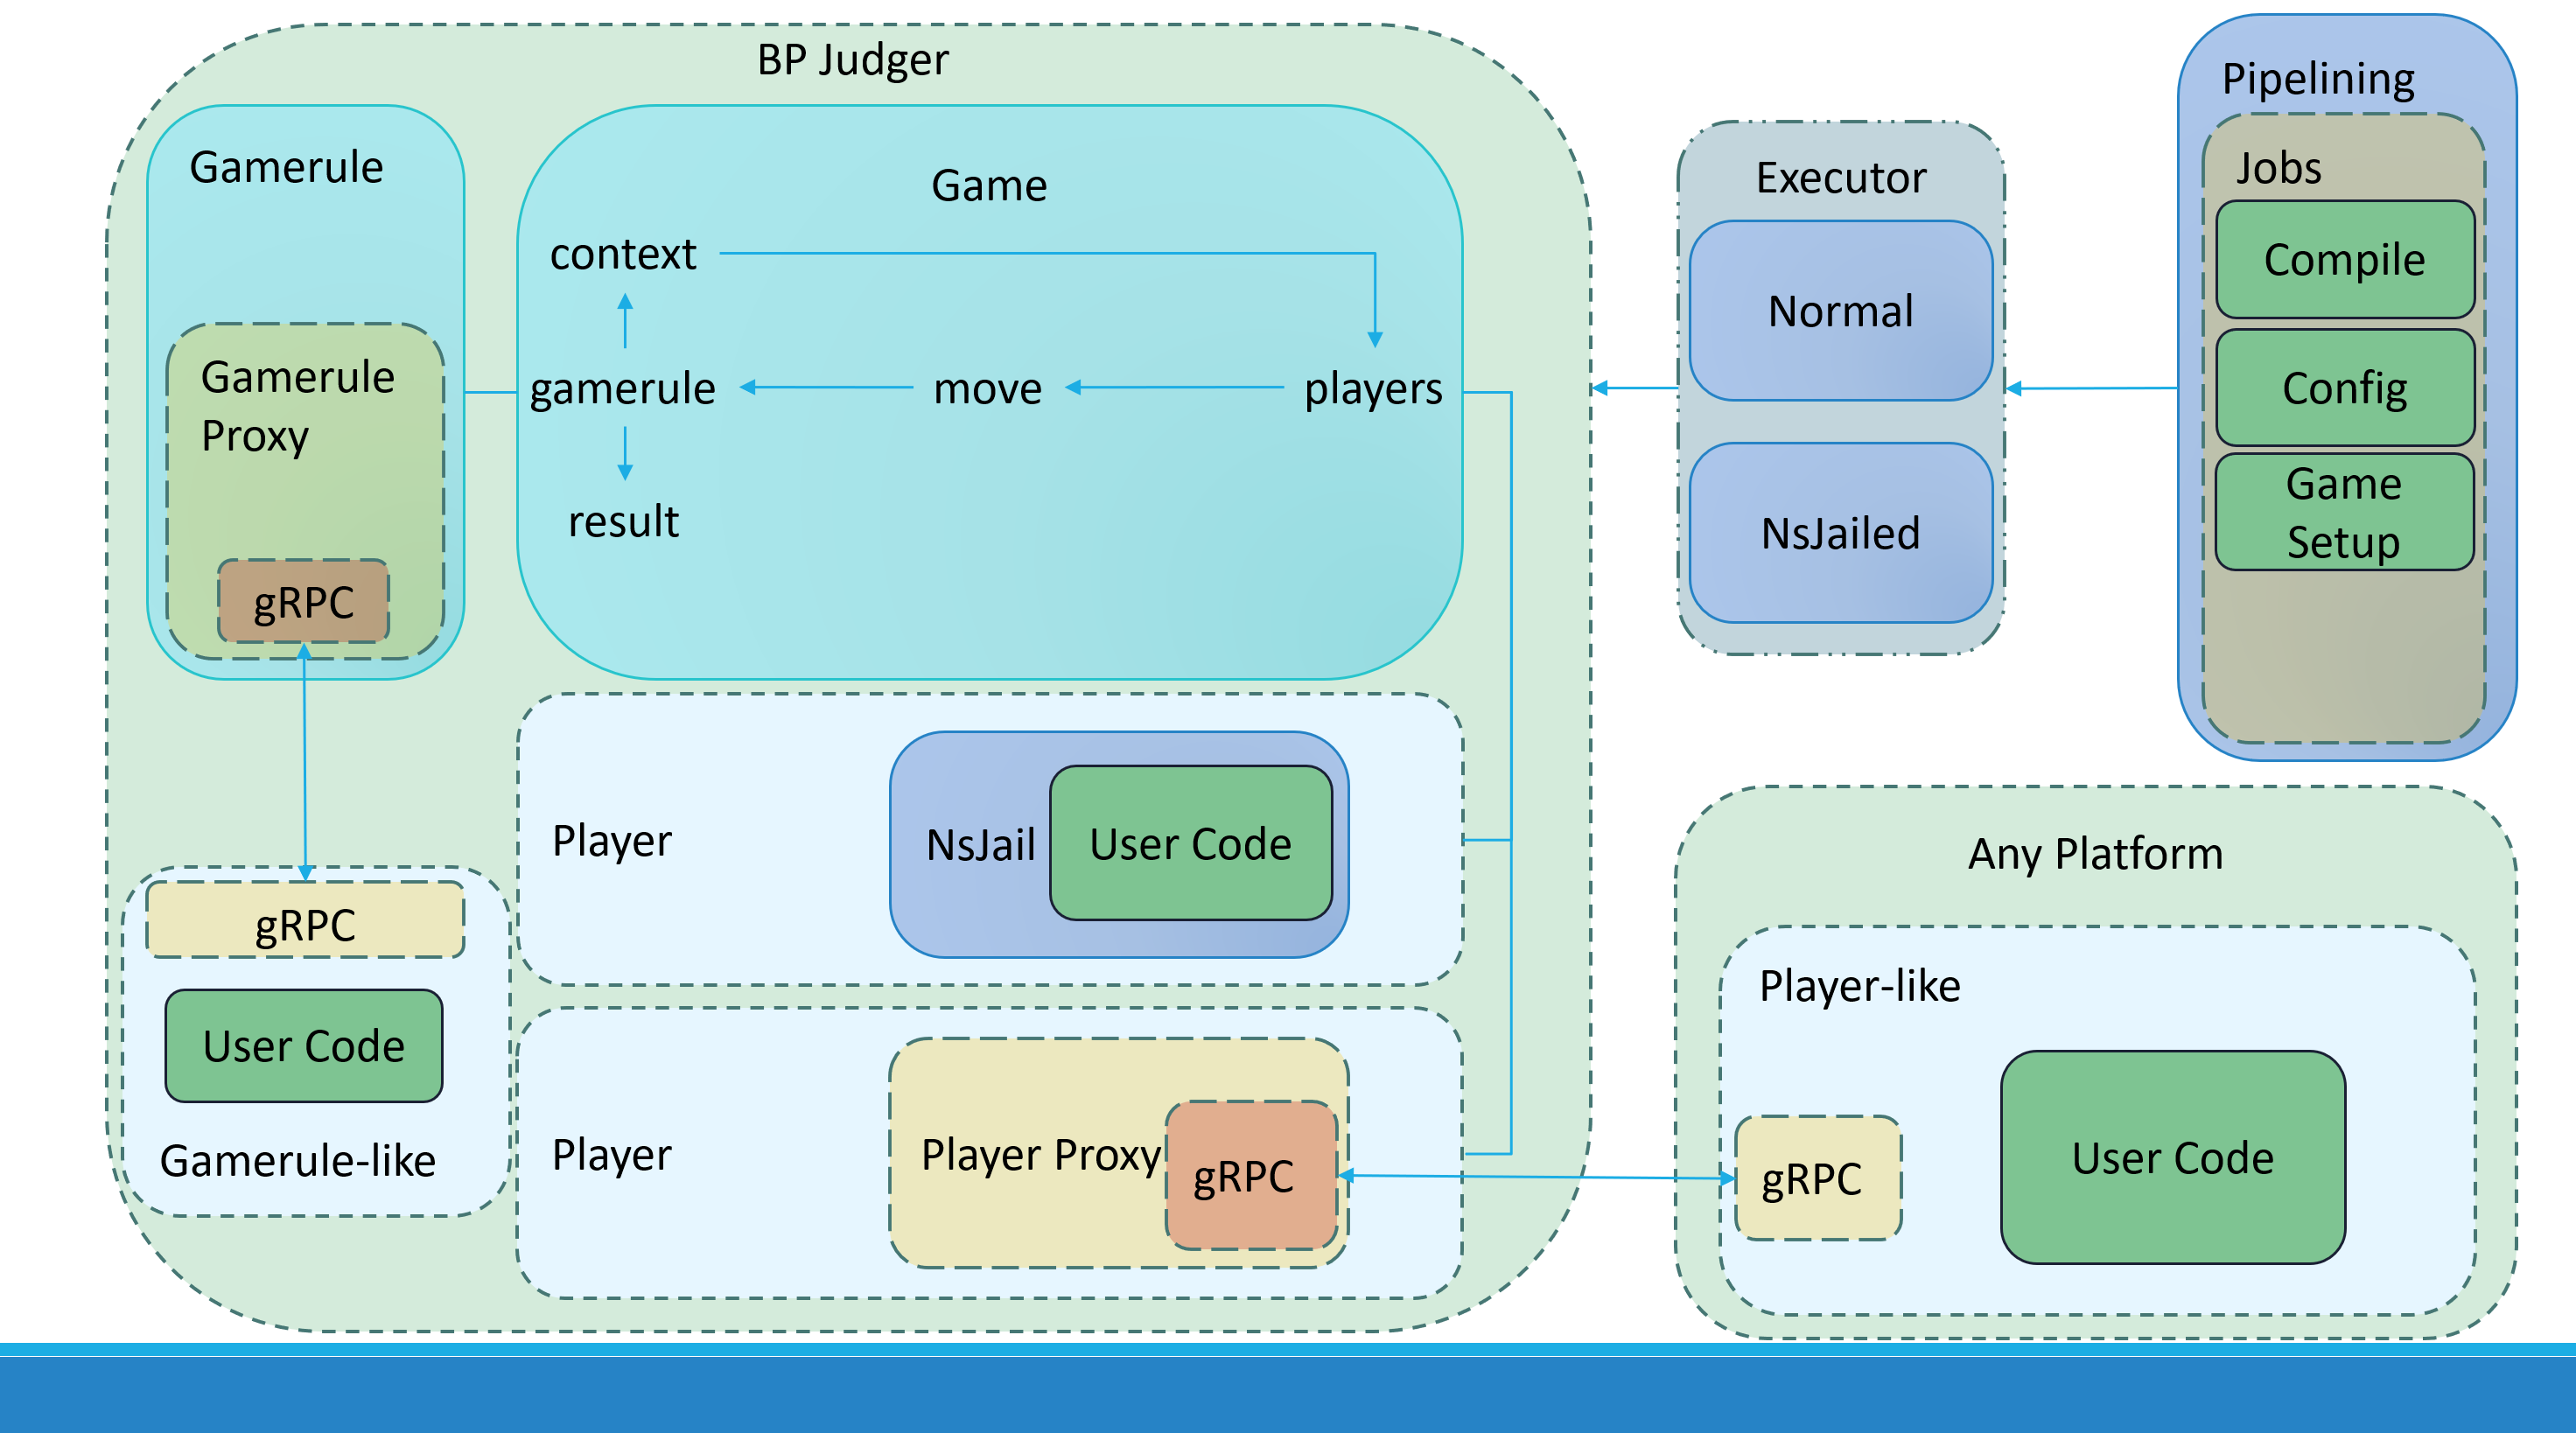 BP Judger
Gamerule
Gamerule
Proxy
gRPC
Game
context
gamerule
move
players
result
gRPC
User Code
Gamerule-like
Player
NsJail
User Code
Player
Player Proxy
gRPC
Executor
Normal
NsJailed
Pipelining
Jobs
Compile
Config
Game
Setup
Any Platform
Player-like
gRPC
User Code